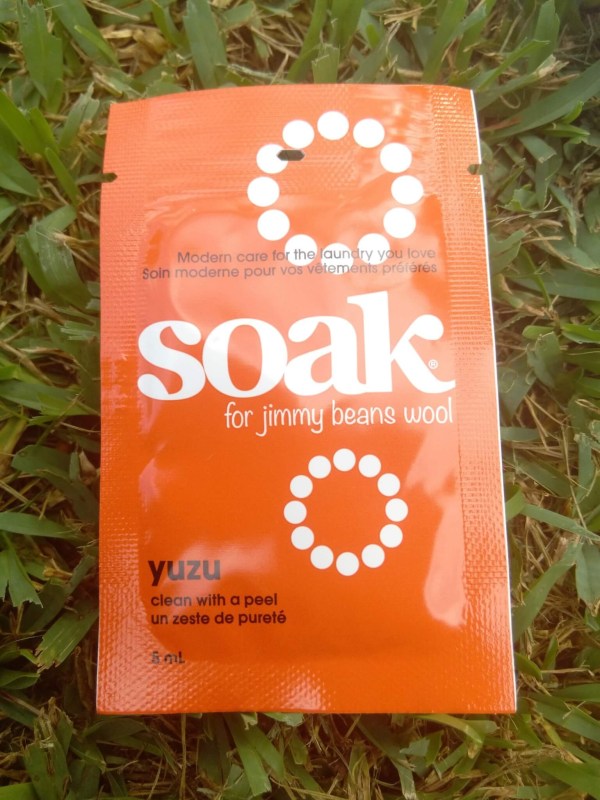 Modern care for the laundry you love
Soin moderne pour vos vêtements préférés
soak®
for jimmy beans wool
yuzu
clean with a peel
un zeste de pureté
5 mL